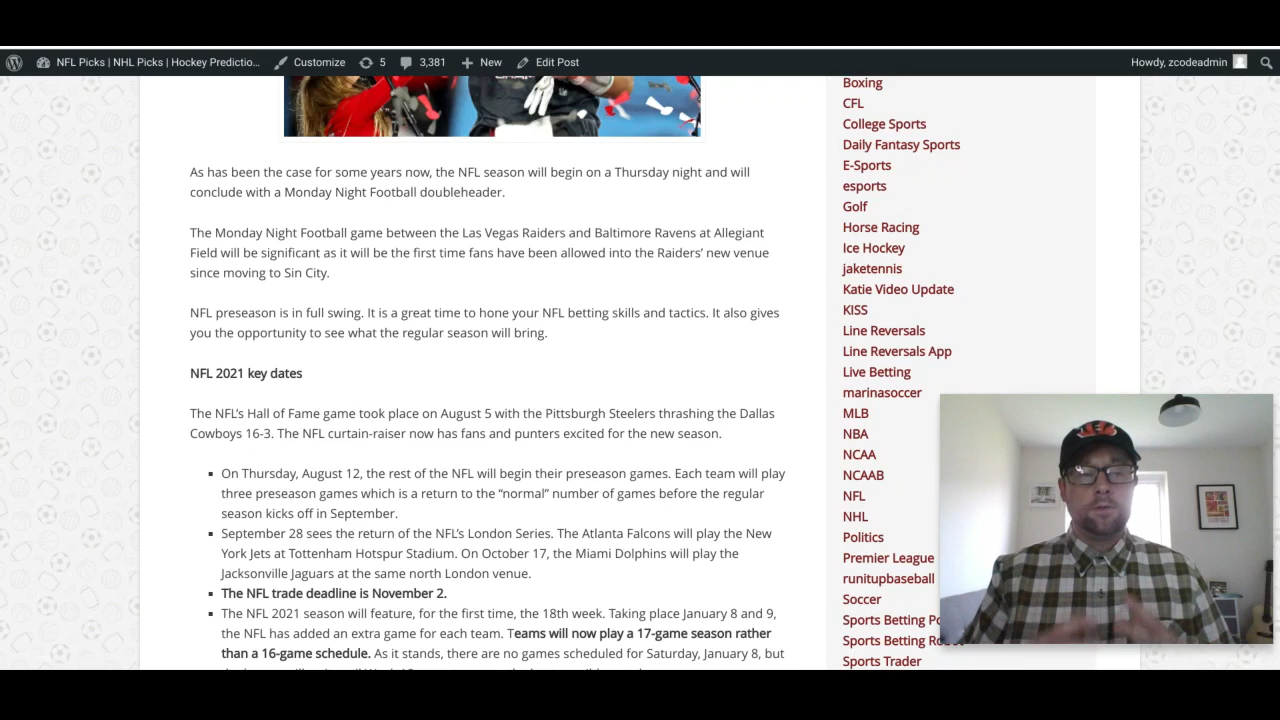 NFL Picks | NHL Picks | Hockey Predictio... Customize 5 3,381 New Edit Post Howdy, zcodeadmin
As has been the case for some years now, the NFL season will begin on a Thursday night and will
conclude with a Monday Night Football doubleheader.
The Monday Night Football game between the Las Vegas Raiders and Baltimore Ravens at Allegiant
Field will be significant as it will be the first time fans have been allowed into the Raiders’ new venue
since moving to Sin City.
NFL preseason is in full swing. It is a great time to hone your NFL betting skills and tactics. It also gives
you the opportunity to see what the regular season will bring.
NFL 2021 key dates
The NFL’s Hall of Fame game took place on August 5 with the Pittsburgh Steelers thrashing the Dallas
Cowboys 16-3. The NFL curtain-raiser now has fans and punters excited for the new season.
On Thursday, August 12, the rest of the NFL will begin their preseason games. Each team will play
three preseason games which is a return to the “normal” number of games before the regular
season kicks off in September.
September 28 sees the return of the NFL’s London Series. The Atlanta Falcons will play the New
York Jets at Tottenham Hotspur Stadium. On October 17, the Miami Dolphins will play the
Jacksonville Jaguars at the same north London venue.
The NFL trade deadline is November 2.
The NFL 2021 season will feature, for the first time, the 18th week. Taking place January 8 and 9,
the NFL has added an extra game for each team. Teams will now play a 17-game season rather
than a 16-game schedule. As it stands, there are no games scheduled for Saturday, January 8, but
Boxing
CFL
College Sports
Daily Fantasy Sports
E-Sports
esports
Golf
Horse Racing
Ice Hockey
jaketennis
Katie Video Update
KISS
Line Reversals
Line Reversals App
Live Betting
marinasoccer
MLB
NBA
NCAA
NCAAB
NFL
NHL
Politics
Premier League
runitupbaseball
Soccer
Sports Betting Po
Sports Betting Ro
Sports Trader